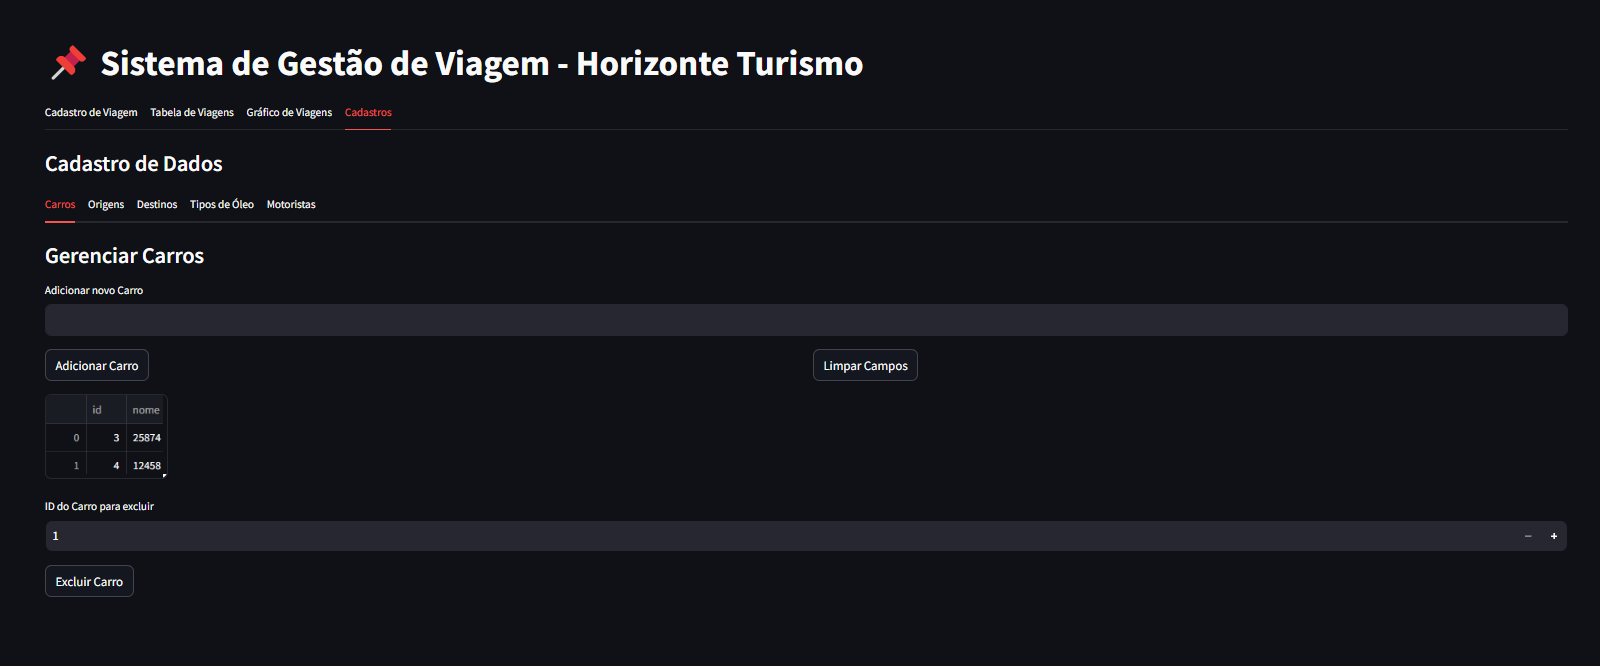 Sistema de Gestão de Viagem - Horizonte Turismo
Cadastro de Viagem Tabela de Viagens Gráfico de Viagens Cadastros
Cadastro de Dados
Carros Origens Destinos Tipos de Óleo Motoristas
Gerenciar Carros
Adicionar novo Carro
Adicionar Carro Limpar Campos
id nome
0 3 25874
1 4 12458
ID do Carro para excluir
1 − +
Excluir Carro